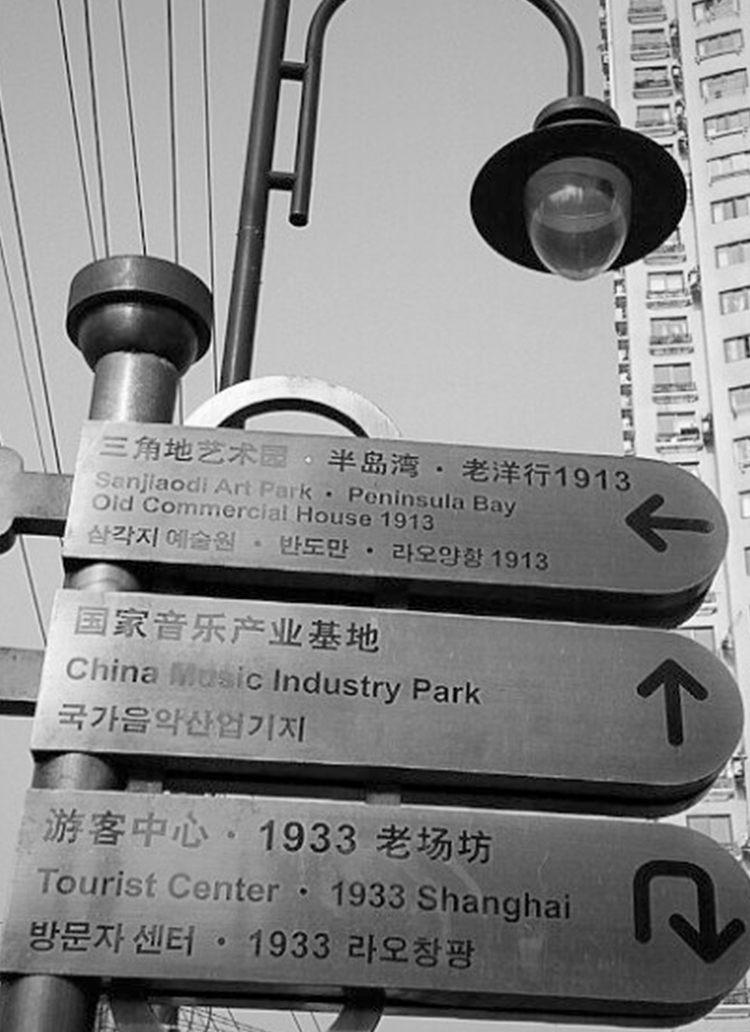 三角地艺术园 · 半岛湾 · 老洋行1913
Sanjiaodi Art Park · Peninsula Bay
Old Commercial House 1913
삼각지 예술원 · 반도만 · 라오양항 1913
国家音乐产业基地
China Music Industry Park
국가음악산업기지
游客中心 · 1933 老场坊
Tourist Center · 1933 Shanghai
방문자 센터 · 1933 라오창팡